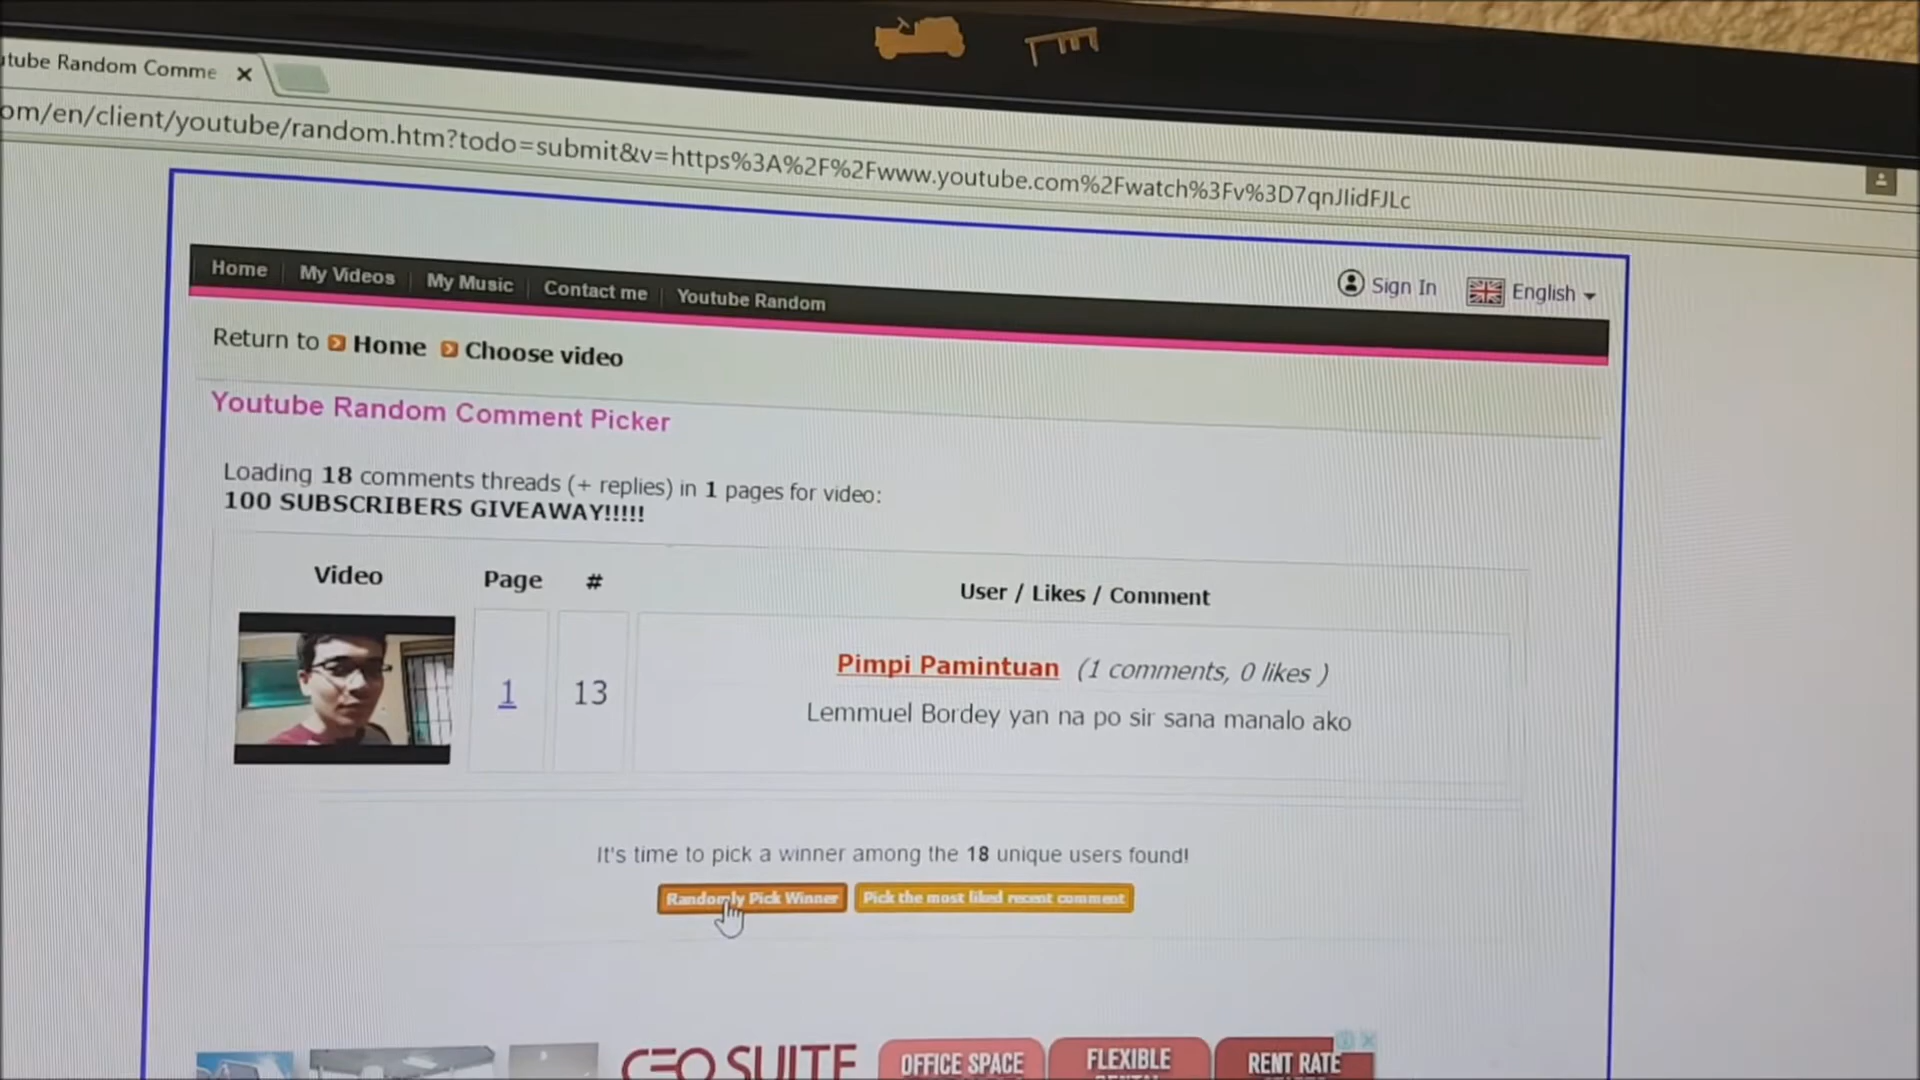 utube Random Comme
om/en/client/youtube/random.htm?todo=submit&v=https%3A%2F%2Fwww.youtube.com%2Fwatch%3Fv%3D7qnJlidFJLc
Home My Videos My Music Contact me Youtube Random
Sign In English
Return to Home Choose video
Youtube Random Comment Picker
Loading 18 comments threads (+ replies) in 1 pages for video:
100 SUBSCRIBERS GIVEAWAY!!!!!
Video Page # User / Likes / Comment
1 13 Pimpi Pamintuan (1 comments, 0 likes )
Lemmuel Bordey yan na po sir sana manalo ako
It's time to pick a winner among the 18 unique users found!
Randomly Pick Winner Pick the most liked recent comment
CEO SUITE OFFICE SPACE FLEXIBLE RENT RATE